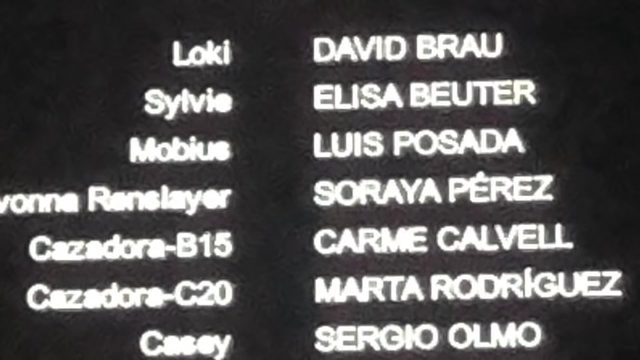 Loki DAVID BRAU
Sylvie ELISA BEUTER
Mobius LUIS POSADA
vonna Renslayer SORAYA PÉREZ
Cazadora-B15 CARME CALVELL
Cazadora-C20 MARTA RODRÍGUEZ
Casey SERGIO OLMO